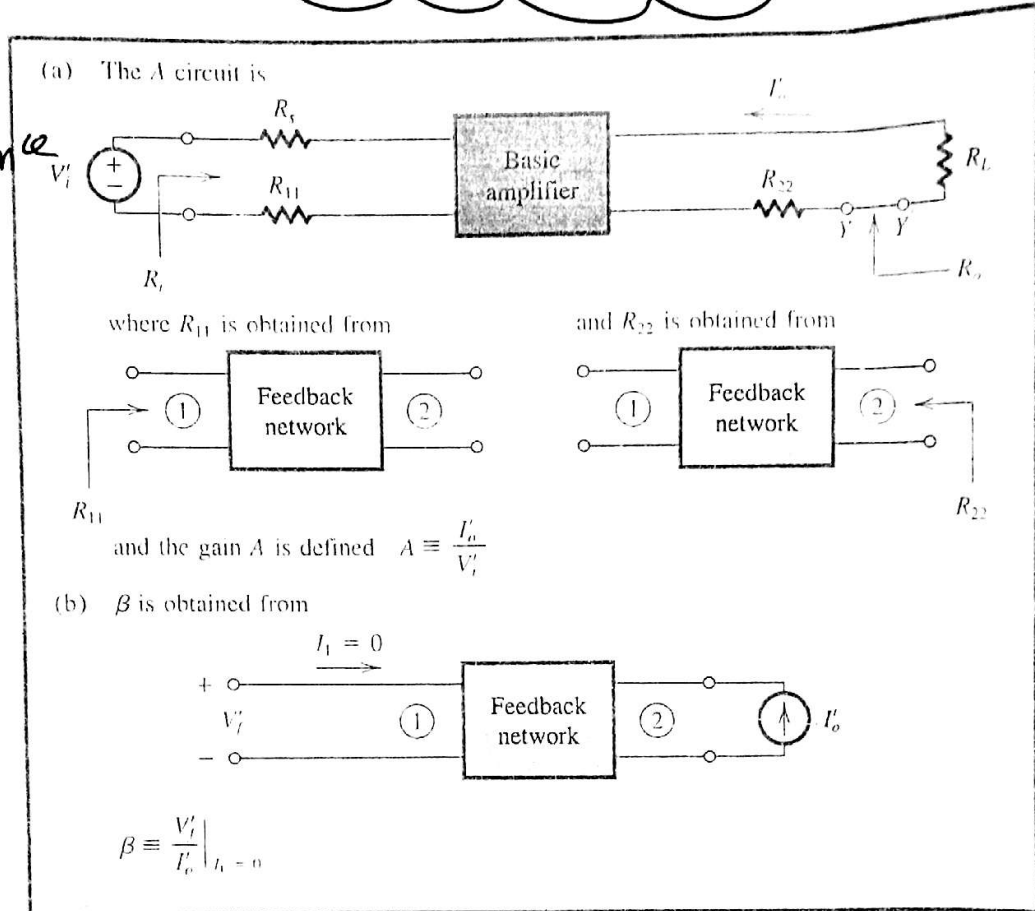 (a) The A circuit is
I'o
Rs
V'i
+
−
R11
Basic
amplifier
R22
RL
Y Y'
Ri
Ro
where R11 is obtained from
and R22 is obtained from
1
Feedback
network
2
1
Feedback
network
2
R11
R22
and the gain A is defined A ≡ I'o / V'i
(b) β is obtained from
I1 = 0
+
V'f
−
1
Feedback
network
2
I'o
β ≡ V'f / I'o | I1 = 0